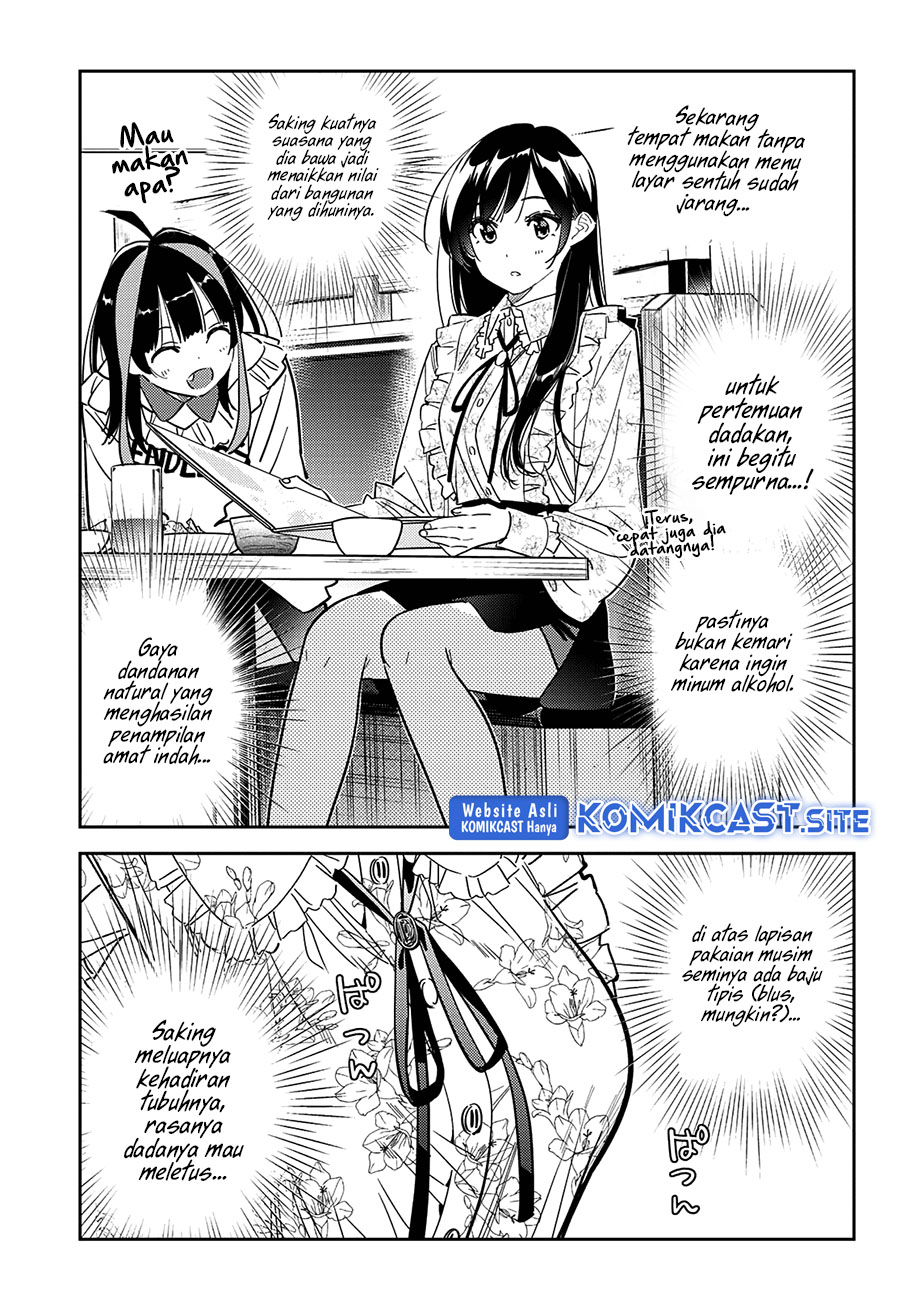 Sekarang
tempat makan tanpa
menggunakan menu
layar sentuh sudah
jarang...
Saking kuatnya
suasana yang
dia bawa jadi
menaikkan nilai
dari bangunan
yang dihuninya.
Mau
makan
apa?
ENDLESS
untuk
pertemuan
dadakan,
ini begitu
sempurna...!
Terus,
cepat juga dia
datangnya!
pastinya
bukan kemari
karena ingin
minum alkohol.
Gaya
dandanan
natural yang
menghasilan
penampilan
amat indah...
Website Asli
KOMIKCAST Hanya
KOMIKCAST.SITE
di atas lapisan
pakaian musim
seminya ada baju
tipis (blus,
mungkin?)...
ぱつん
Saking
meluapnya
kehadiran
tubuhnya,
rasanya
dadanya mau
meletus...
ぱつん